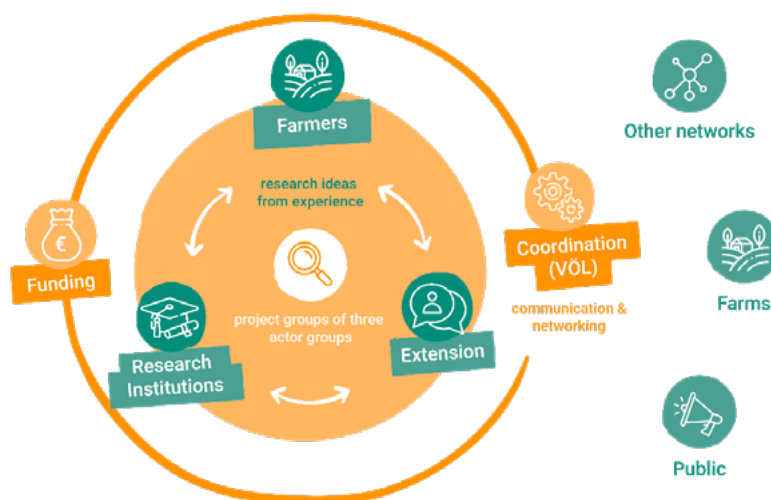 Farmers
research ideas
from experience
Funding
€
Coordination
(VÖL)
communication &
networking
project groups of three
actor groups
Research
Institutions
Extension
Other networks
Farms
Public